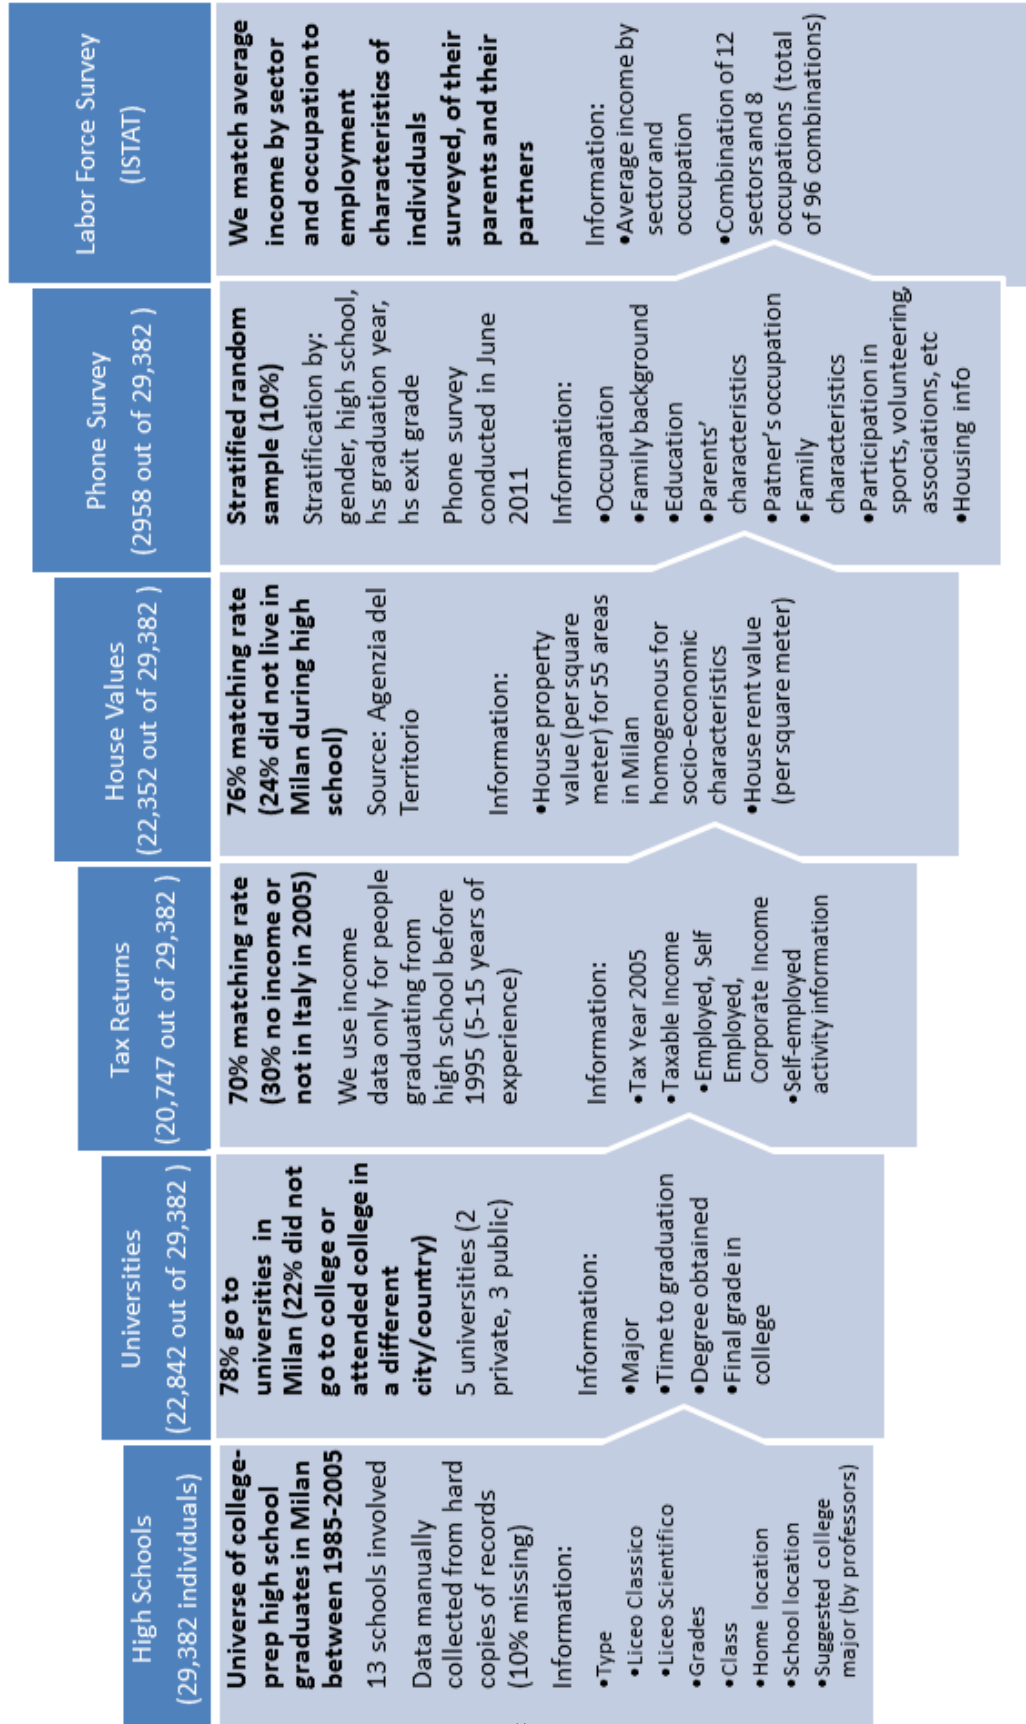 High Schools
(29,382 individuals)
Universe of college-
prep high school
graduates in Milan
between 1985-2005
13 schools involved
Data manually
collected from hard
copies of records
(10% missing)
Information:
•Type
•Liceo Classico
•Liceo Scientifico
•Grades
•Class
•Home location
•School location
•Suggested college
major (by professors)
Universities
(22,842 out of 29,382 )
78% go to
universities in
Milan (22% did not
go to college or
attended college in
a different
city/country)
5 universities (2
private, 3 public)
Information:
•Major
•Time to graduation
•Degree obtained
•Final grade in
college
Tax Returns
(20,747 out of 29,382 )
70% matching rate
(30% no income or
not in Italy in 2005)
We use income
data only for people
graduating from
high school before
1995 (5-15 years of
experience)
Information:
•Tax Year 2005
•Taxable Income
•Employed, Self
Employed,
Corporate Income
•Self-employed
activity information
House Values
(22,352 out of 29,382 )
76% matching rate
(24% did not live in
Milan during high
school)
Source: Agenzia del
Territorio
Information:
•House property
value (per square
meter) for 55 areas
in Milan
homogenous for
socio-economic
characteristics
•House rent value
(per square meter)
Phone Survey
(2958 out of 29,382 )
Stratified random
sample (10%)
Stratification by:
gender, high school,
hs graduation year,
hs exit grade
Phone survey
conducted in June
2011
Information:
•Occupation
•Family background
•Education
•Parents'
characteristics
•Patner's occupation
•Family
characteristics
•Participation in
sports, volunteering,
associations, etc
•Housing info
Labor Force Survey
(ISTAT)
We match average
income by sector
and occupation to
employment
characteristics of
individuals
surveyed, of their
parents and their
partners
Information:
•Average income by
sector and
occupation
•Combination of 12
sectors and 8
occupations (total
of 96 combinations)